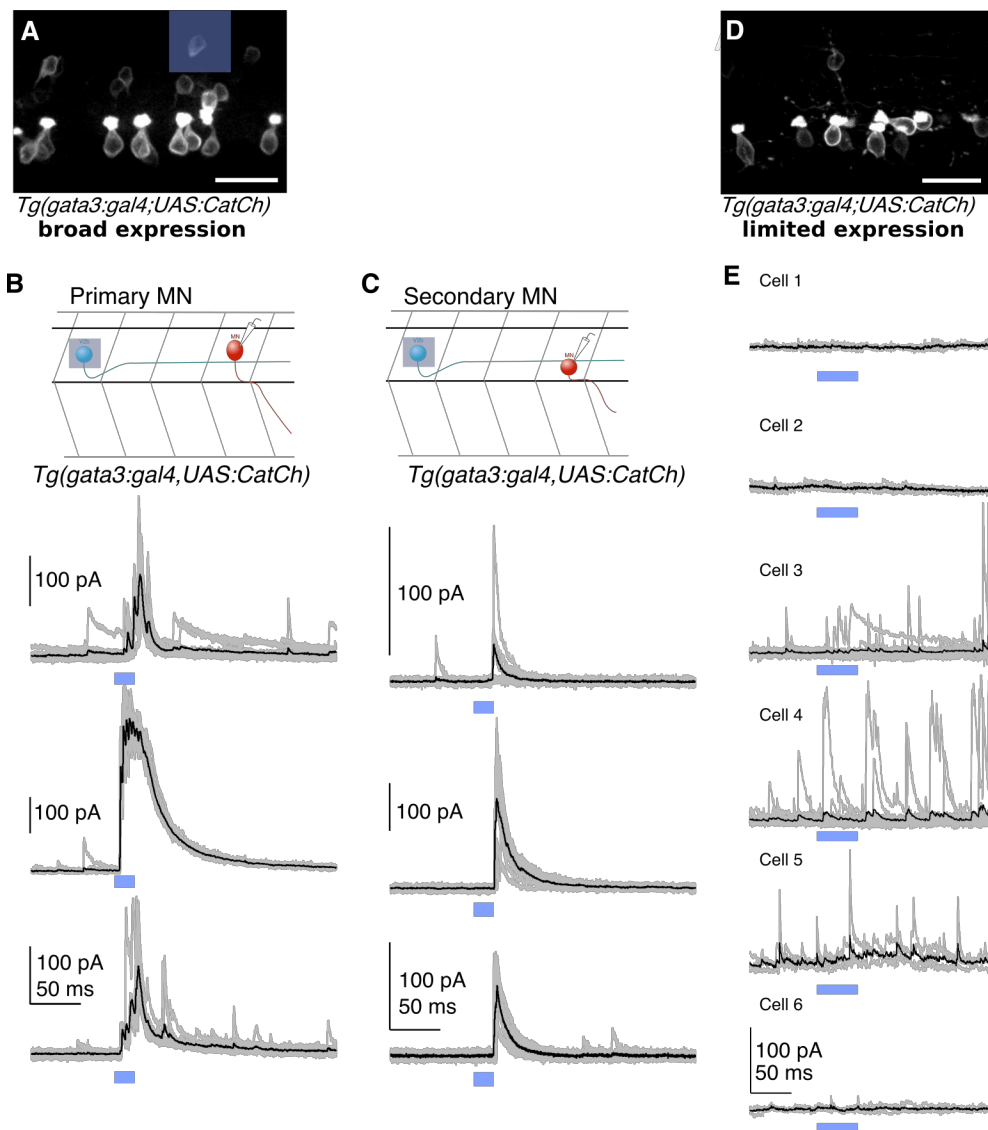 A
Tg(gata3:gal4;UAS:CatCh)
broad expression
B
Primary MN
MN
Tg(gata3:gal4,UAS:CatCh)
100 pA
100 pA
100 pA
50 ms
C
Secondary MN
MN
Tg(gata3:gal4,UAS:CatCh)
100 pA
100 pA
100 pA
50 ms
D
Tg(gata3:gal4;UAS:CatCh)
limited expression
E
Cell 1
Cell 2
Cell 3
Cell 4
Cell 5
Cell 6
100 pA
50 ms